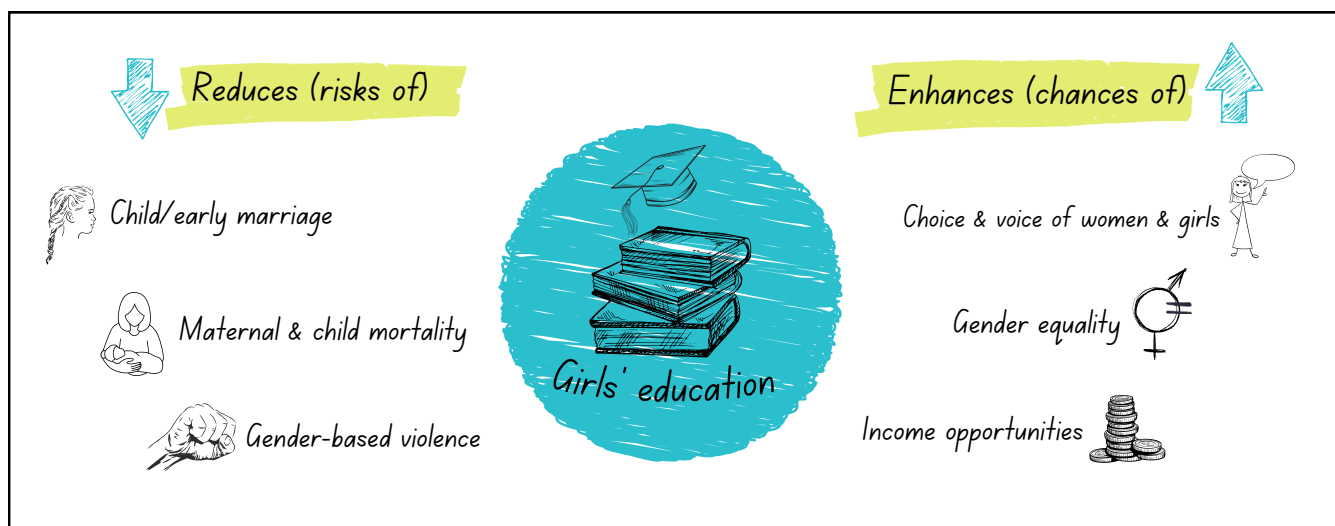 Reduces (risks of)
Child/early marriage
Maternal & child mortality
Gender-based violence
Girls' education
Enhances (chances of)
Choice & voice of women & girls
Gender equality
Income opportunities